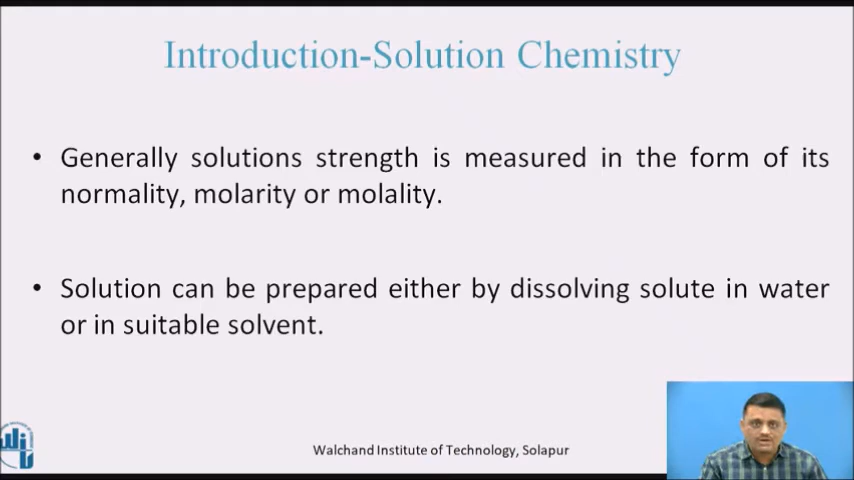 Introduction-Solution Chemistry
• Generally solutions strength is measured in the form of its
normality, molarity or molality.
• Solution can be prepared either by dissolving solute in water
or in suitable solvent.
Walchand Institute of Technology, Solapur